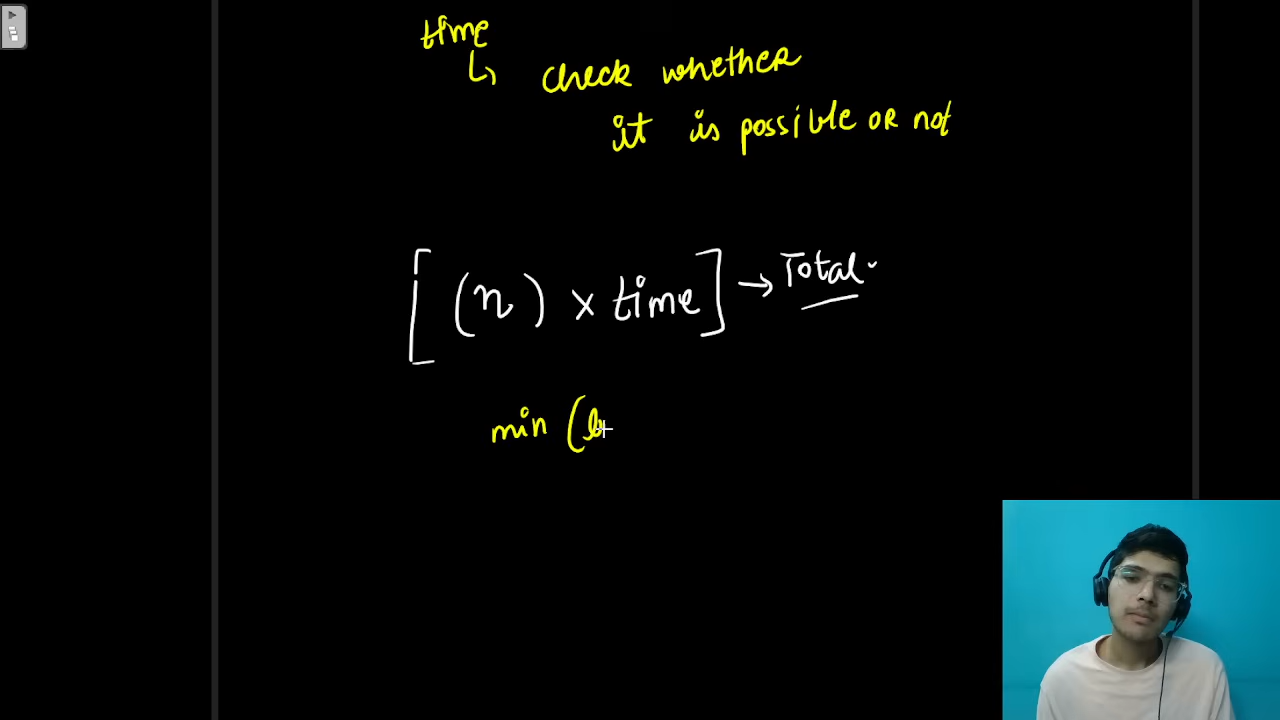 time
↳ check whether
it is possible OR not
[(n) × time] → Total
min (b